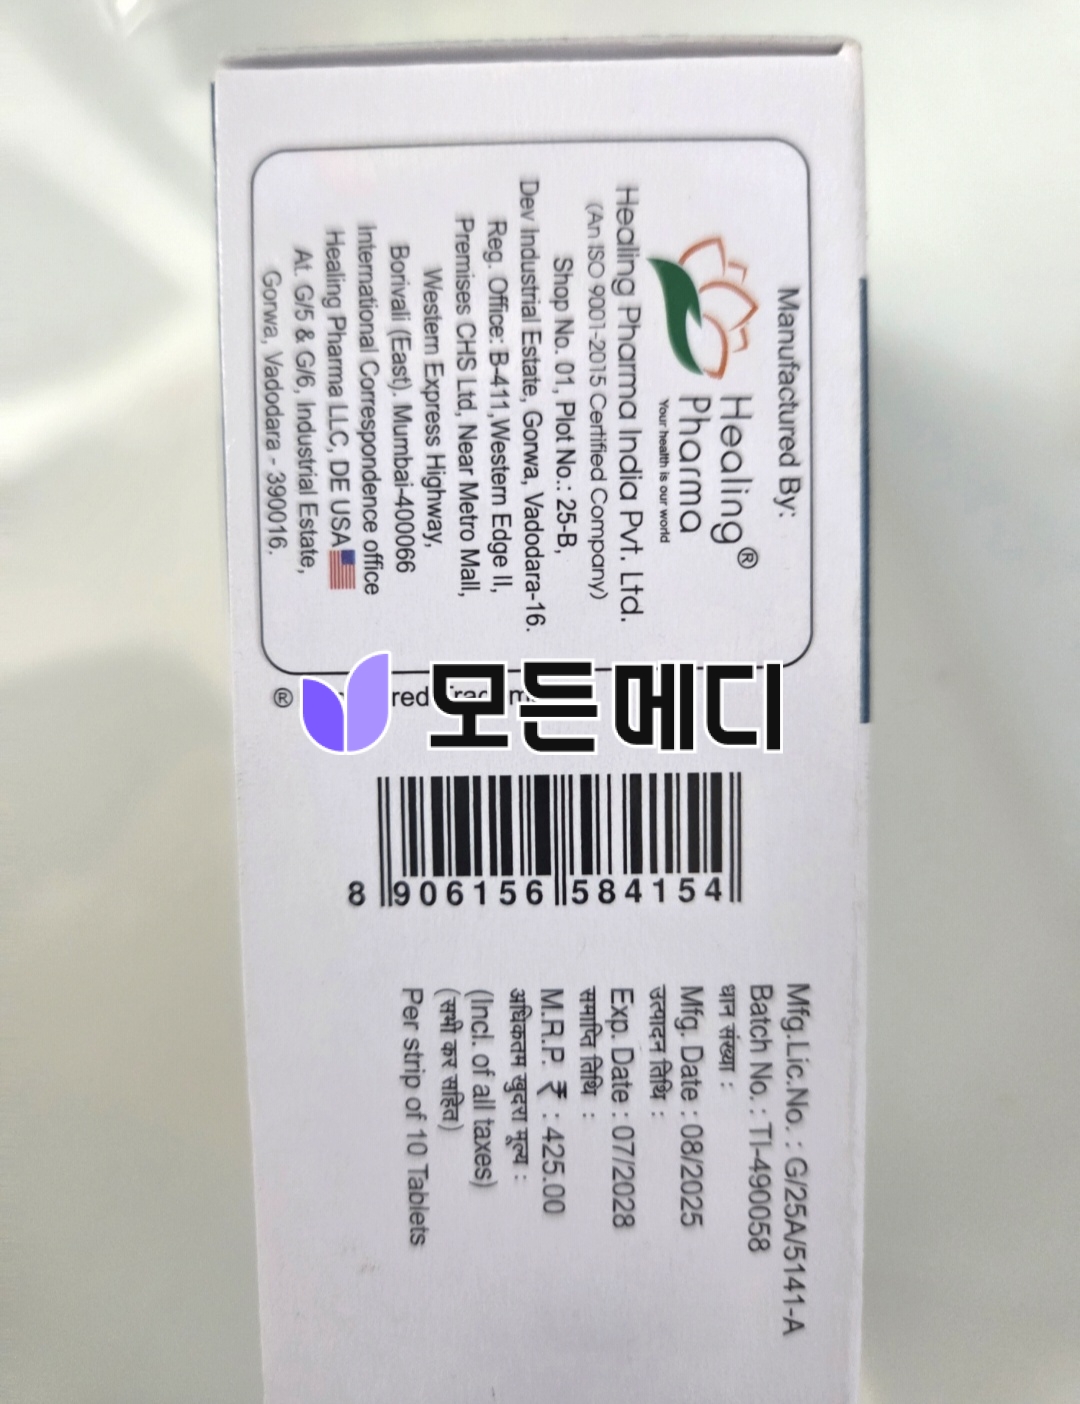 Manufactured By:
Healing®
Pharma
Your health is our world
Healing Pharma India Pvt. Ltd.
(An ISO 9001-2015 Certified Company)
Shop No. 01, Plot No.: 25-B,
Dev Industrial Estate, Gorwa, Vadodara-16.
Reg. Office: B-411,Western Edge II,
Premises CHS Ltd, Near Metro Mall,
Western Express Highway,
Borivali (East). Mumbai-400066
International Correspondence office
Healing Pharma LLC, DE USA
At. G/5 & G/6, Industrial Estate,
Gorwa, Vadodara - 390016.
®
머린메디
8 906156 584154
Mfg.Lic.No. : G/25A/5141-A
Batch No. : TI-490058
धान संख्या :
Mfg. Date : 08/2025
उत्पादन तिथि :
Exp. Date : 07/2028
समाप्ति तिथि :
M.R.P. ₹ : 425.00
अधिकतम खुदरा मूल्य :
(Incl. of all taxes)
(सभी कर सहित)
Per strip of 10 Tablets